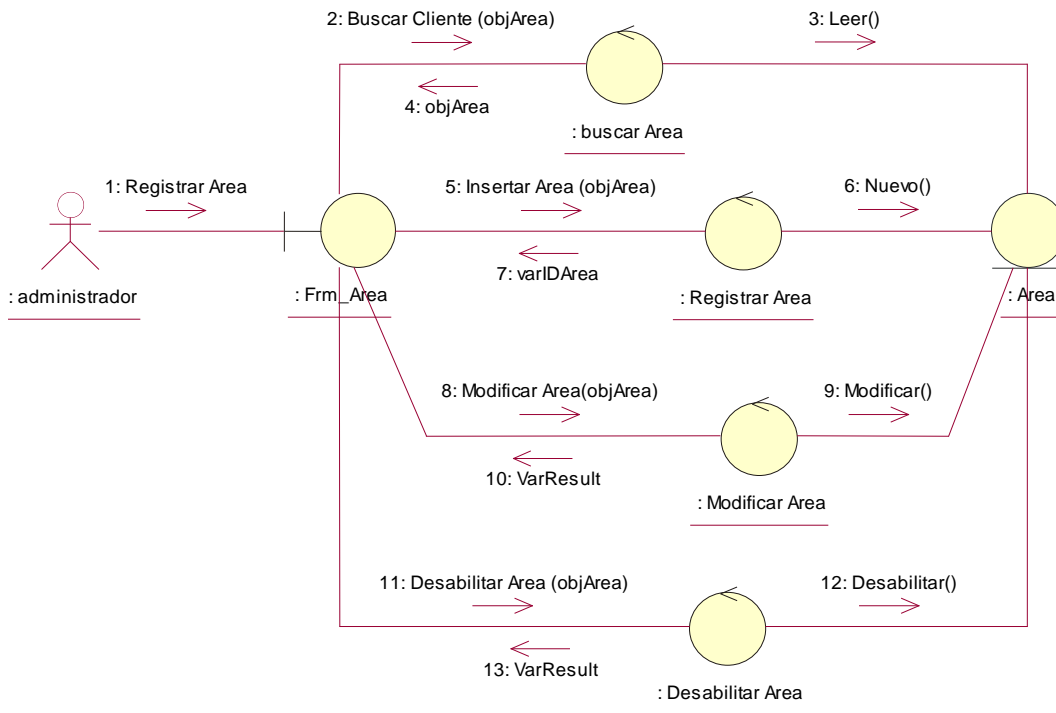 2: Buscar Cliente (objArea)
3: Leer()
4: objArea
: buscar Area
1: Registrar Area
5: Insertar Area (objArea)
6: Nuevo()
7: varIDArea
: administrador
: Frm_Area
: Registrar Area
: Area
8: Modificar Area(objArea)
9: Modificar()
10: VarResult
: Modificar Area
11: Desabilitar Area (objArea)
12: Desabilitar()
13: VarResult
: Desabilitar Area